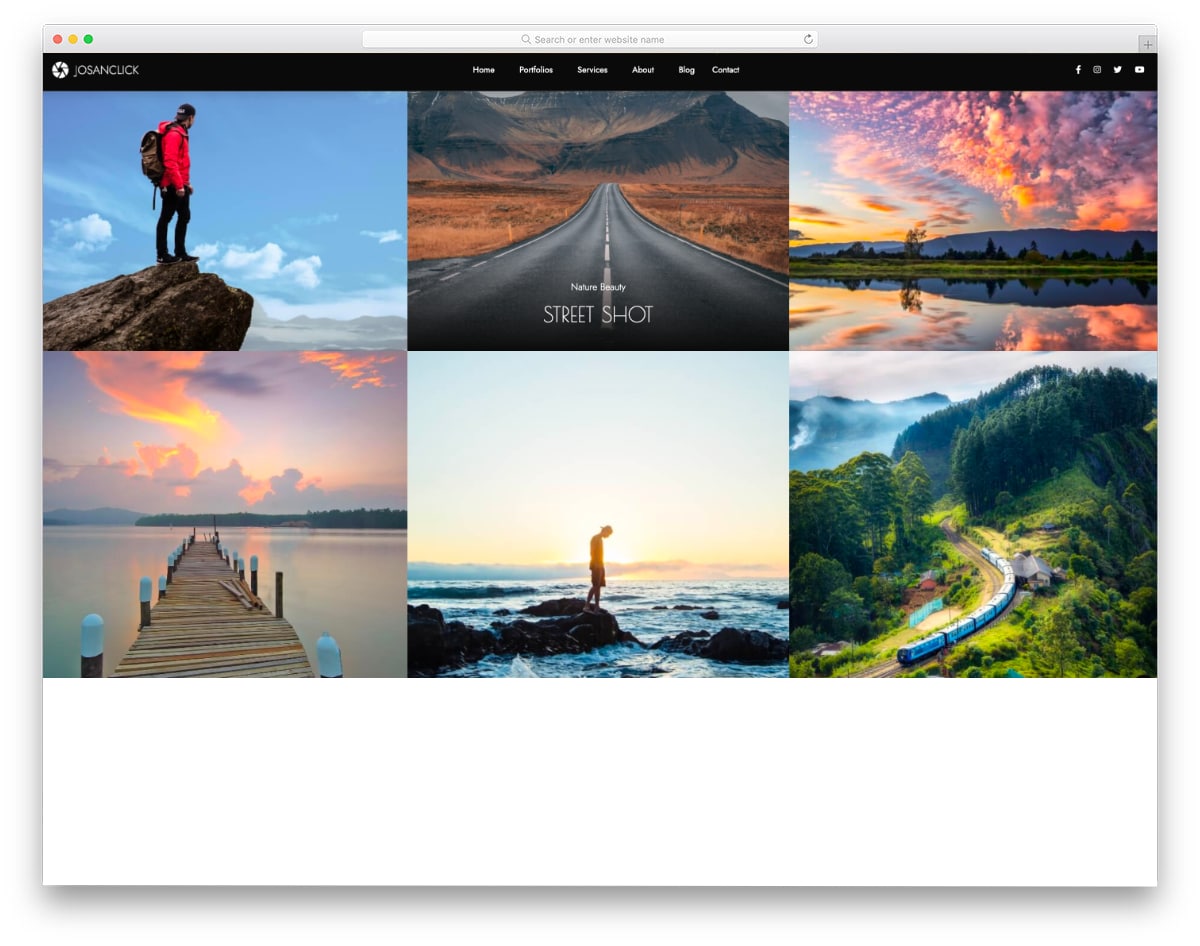 Search or enter website name
JOSANCLICK
Home Portfolios Services About Blog Contact
Nature Beauty
STREET SHOT